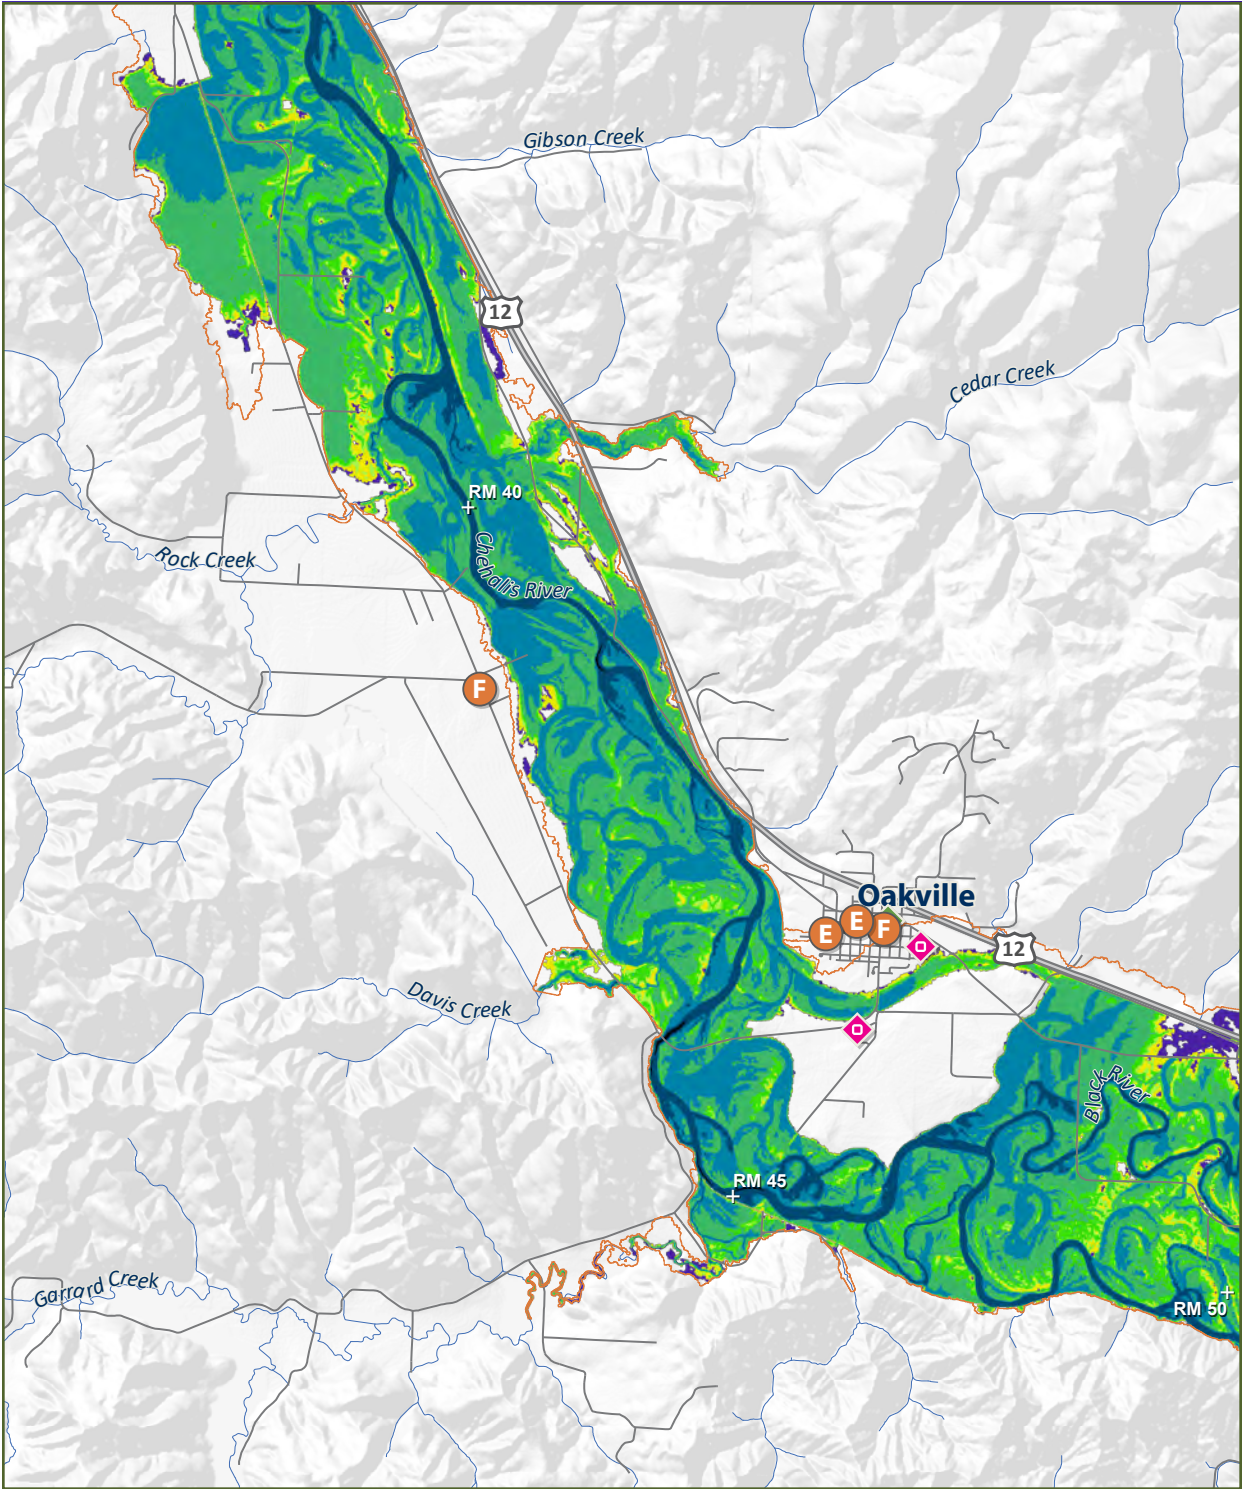 Gibson Creek
12
Cedar Creek
RM 40
Rock Creek
Chehalis River
F
Oakville
E
E
F
12
Davis Creek
Black River
RM 45
Garrard Creek
RM 50